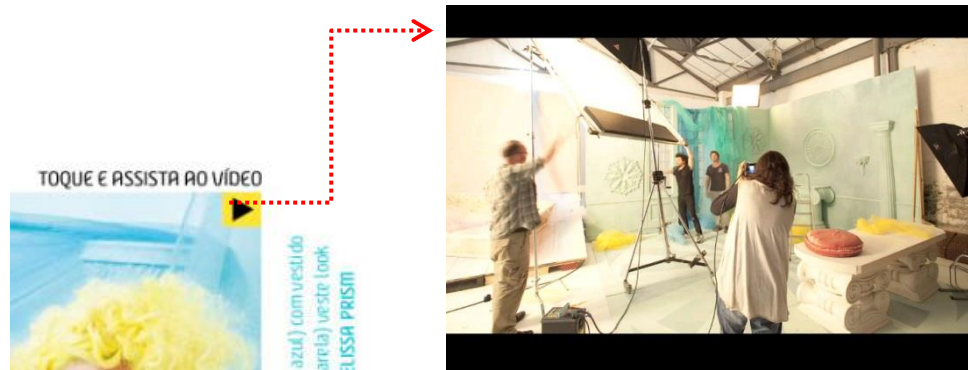 TOQUE E ASSISTA AO VÍDEO
azul) com vestido
arela) veste look
ELISSA PRISM